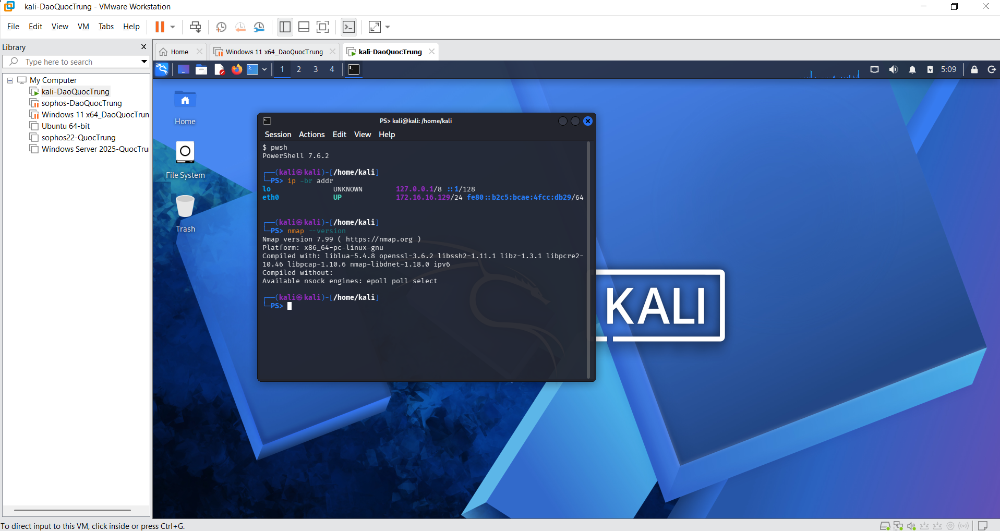 kali-DaoQuocTrung - VMware Workstation
File Edit View VM Tabs Help
Library
Type here to search
My Computer
kali-DaoQuocTrung
sophos-DaoQuocTrung
Windows 11 x64_DaoQuocTrun
Ubuntu 64-bit
sophos22-QuocTrung
Windows Server 2025-QuocTru
Home
Windows 11 x64_DaoQuocTrung
kali-DaoQuocTrung
1 2 3 4
5:09
Home
File System
Trash
PS> kali@kali: /home/kali
Session Actions Edit View Help
$ pwsh
PowerShell 7.6.2
┌──(kali㉿kali)-[/home/kali]
└─PS> ip -br addr
lo UNKNOWN 127.0.0.1/8 ::1/128
eth0 UP 172.16.16.129/24 fe80::b2c5:bcae:4fcc:db29/64
┌──(kali㉿kali)-[/home/kali]
└─PS> nmap --version
Nmap version 7.99 ( https://nmap.org )
Platform: x86_64-pc-linux-gnu
Compiled with: liblua-5.4.8 openssl-3.6.2 libssh2-1.11.1 libz-1.3.1 libpcre2-
10.46 libpcap-1.10.6 nmap-libdnet-1.18.0 ipv6
Compiled without:
Available nsock engines: epoll poll select
┌──(kali㉿kali)-[/home/kali]
└─PS>
KALI
To direct input to this VM, click inside or press Ctrl+G.